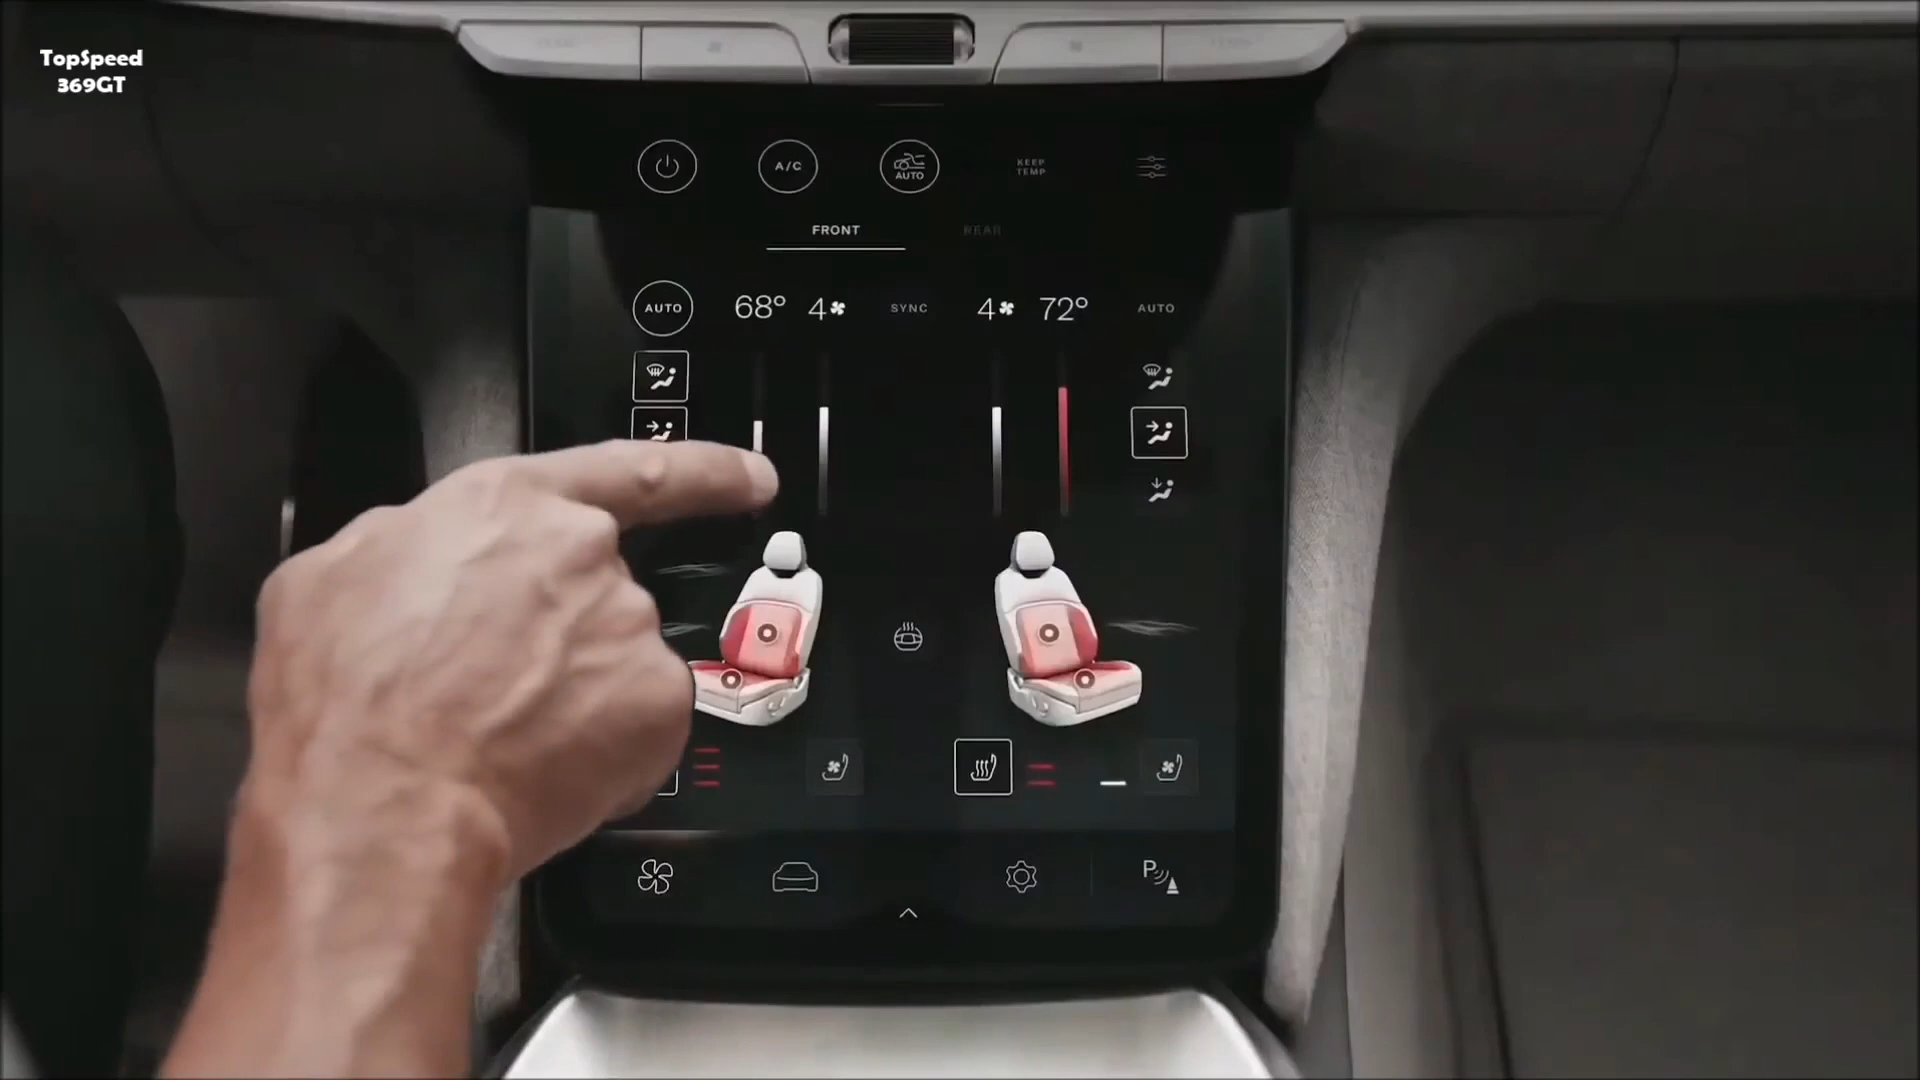 TopSpeed
369GT
A/C
AUTO
KEEP
TEMP
FRONT
REAR
AUTO 68° 4 SYNC 4 72° AUTO
P